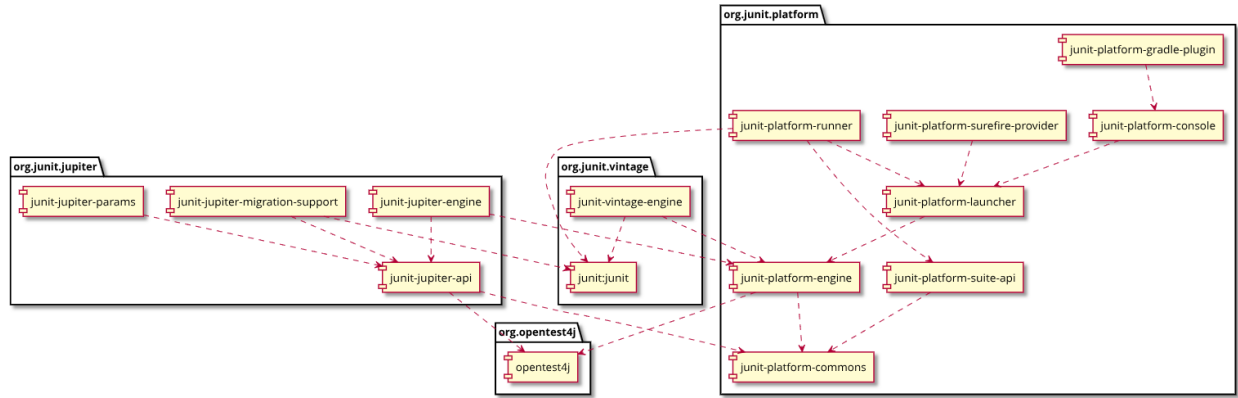 org.junit.platform
junit-platform-gradle-plugin
junit-platform-runner
junit-platform-surefire-provider
junit-platform-console
org.junit.jupiter
org.junit.vintage
junit-jupiter-params
junit-jupiter-migration-support
junit-jupiter-engine
junit-vintage-engine
junit-platform-launcher
junit-jupiter-api
junit:junit
junit-platform-engine
junit-platform-suite-api
org.opentest4j
opentest4j
junit-platform-commons